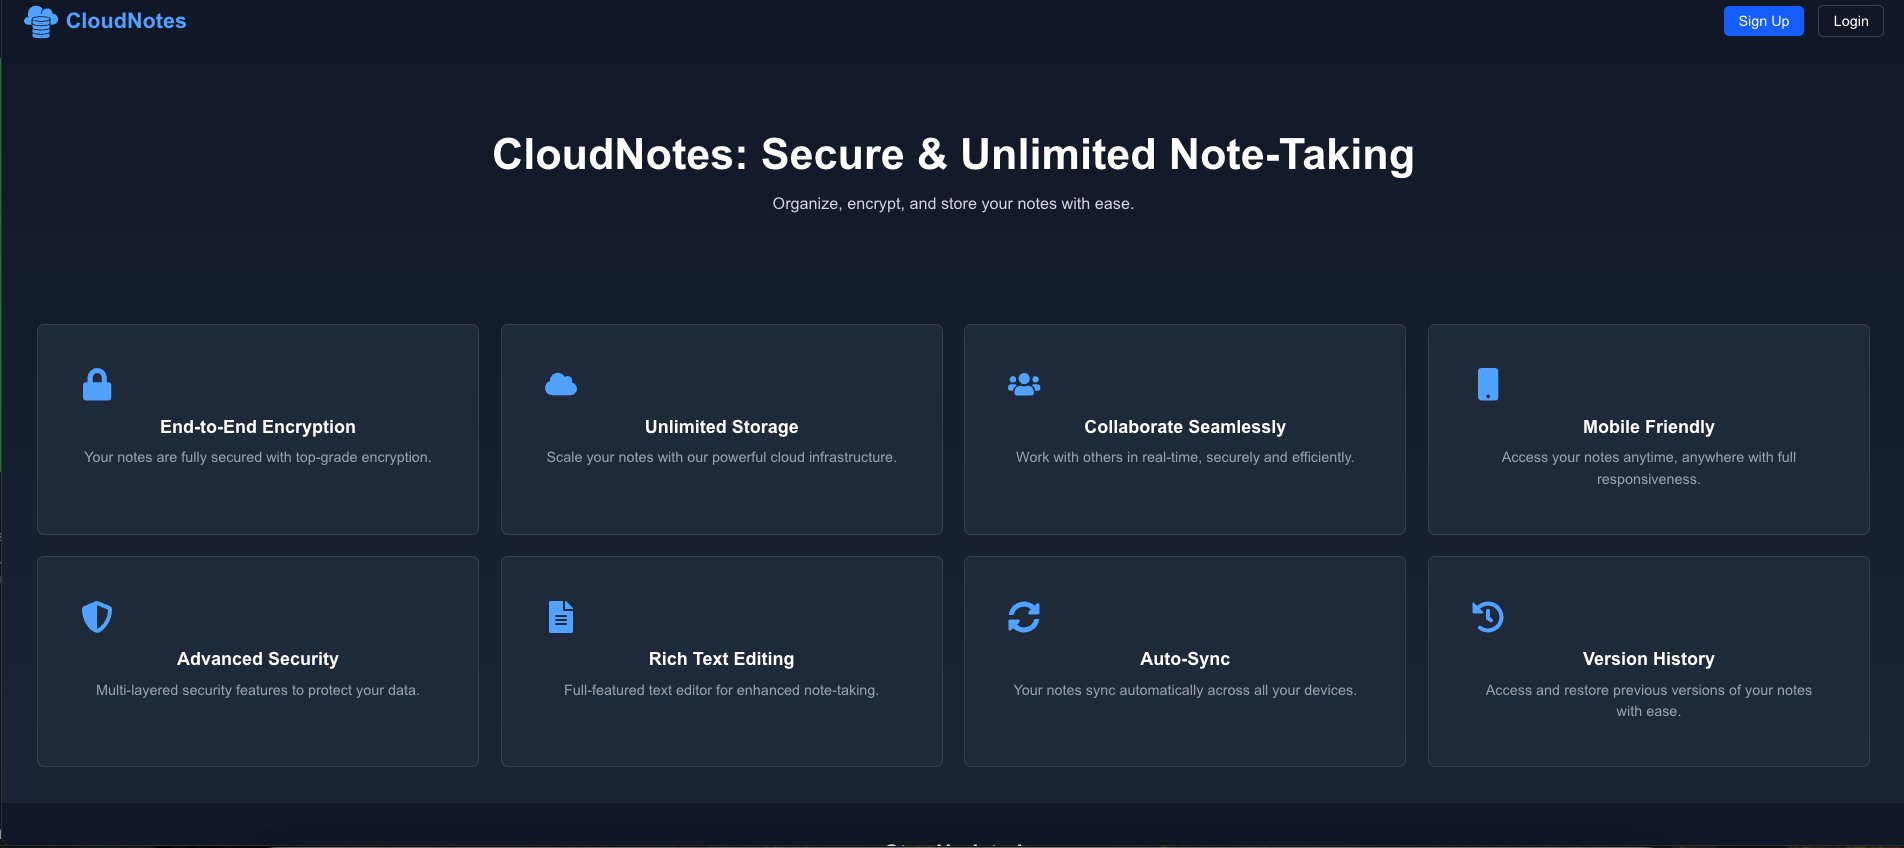 CloudNotes
Sign Up
Login
CloudNotes: Secure & Unlimited Note-Taking
Organize, encrypt, and store your notes with ease.
End-to-End Encryption
Your notes are fully secured with top-grade encryption.
Unlimited Storage
Scale your notes with our powerful cloud infrastructure.
Collaborate Seamlessly
Work with others in real-time, securely and efficiently.
Mobile Friendly
Access your notes anytime, anywhere with full
responsiveness.
Advanced Security
Multi-layered security features to protect your data.
Rich Text Editing
Full-featured text editor for enhanced note-taking.
Auto-Sync
Your notes sync automatically across all your devices.
Version History
Access and restore previous versions of your notes
with ease.